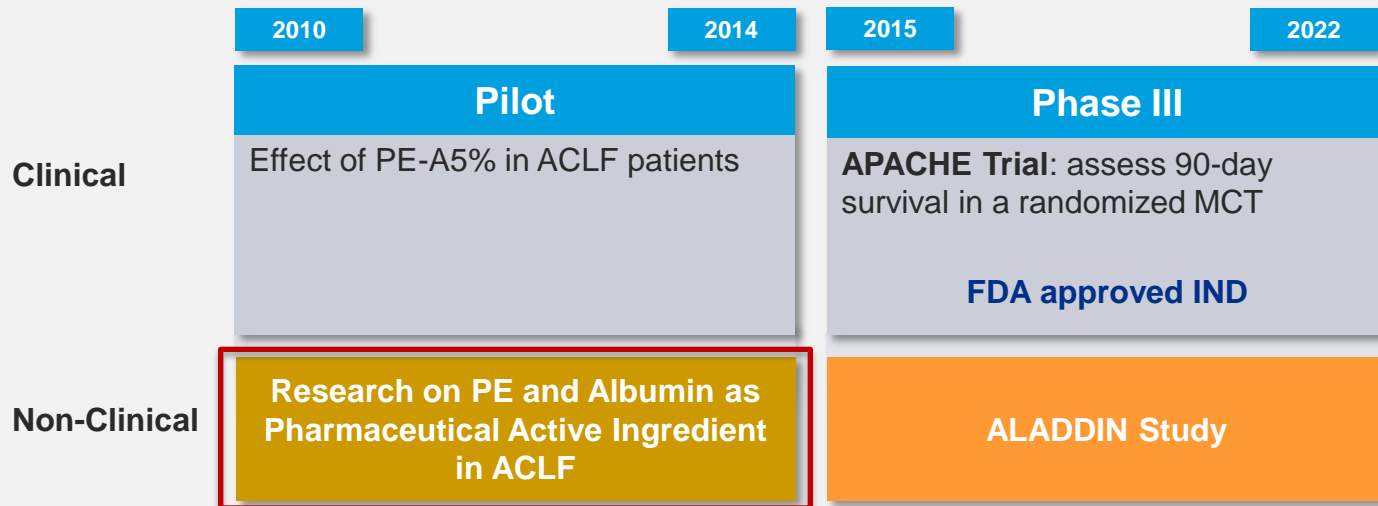 2010
2014
2015
2022
Pilot
Phase III
Clinical
Effect of PE-A5% in ACLF patients
APACHE Trial: assess 90-day
survival in a randomized MCT
FDA approved IND
Non-Clinical
Research on PE and Albumin as
Pharmaceutical Active Ingredient
in ACLF
ALADDIN Study